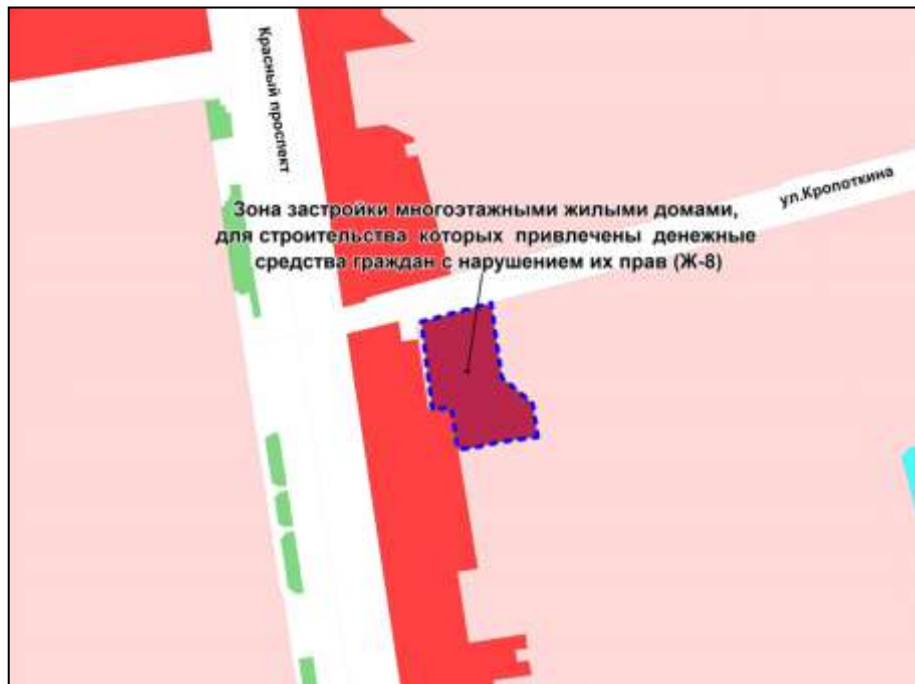 Красный проспект
ул.Кропоткина
Зона застройки многоэтажными жилыми домами,
для строительства которых привлечены денежные
средства граждан с нарушением их прав (Ж-8)